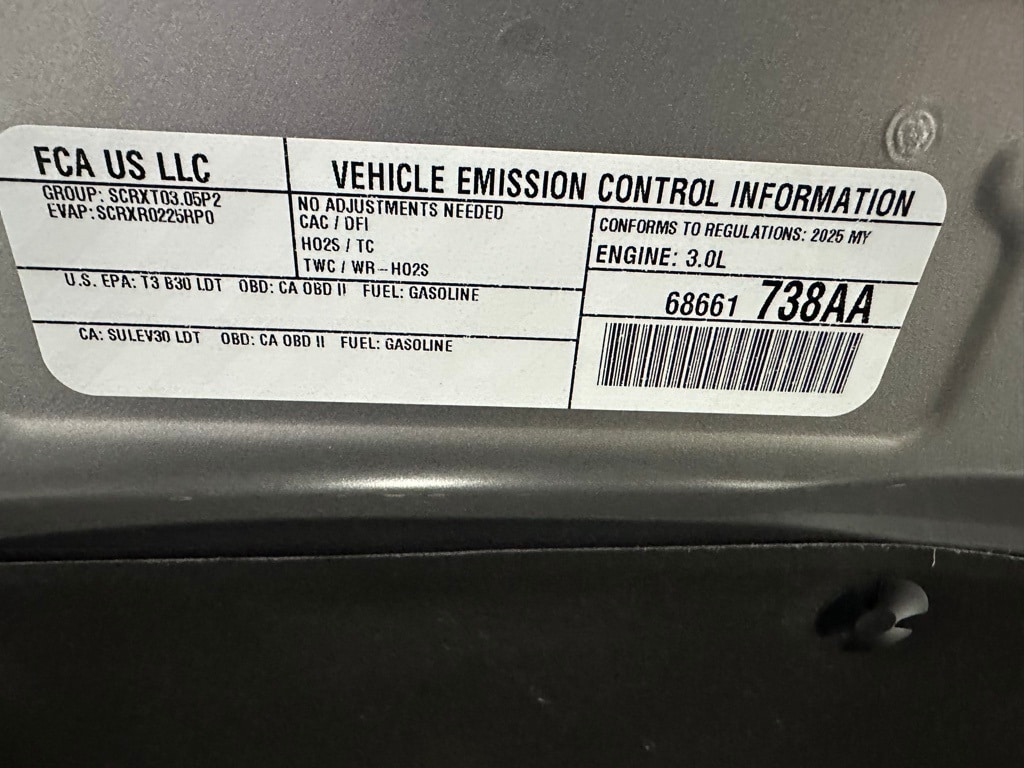 FCA US LLC
GROUP: SCRXT03.05P2
EVAP: SCRXR0225RP0
VEHICLE EMISSION CONTROL INFORMATION
NO ADJUSTMENTS NEEDED
CAC / DFI
HO2S / TC
TWC / WR-HO2S
CONFORMS TO REGULATIONS: 2025 MY
ENGINE: 3.0L
U.S. EPA: T3 B30 LDT OBD: CA OBD II FUEL: GASOLINE
68661 738AA
CA: SULEV30 LDT OBD: CA OBD II FUEL: GASOLINE